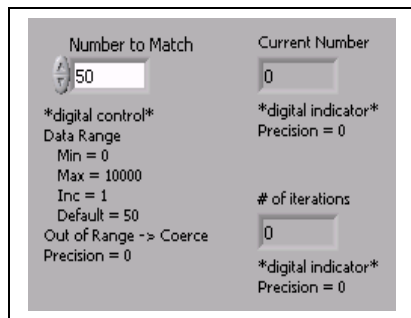 Number to Match
50
*digital control*
Data Range
Min = 0
Max = 10000
Inc = 1
Default = 50
Out of Range -> Coerce
Precision = 0
Current Number
0
*digital indicator*
Precision = 0
# of iterations
0
*digital indicator*
Precision = 0